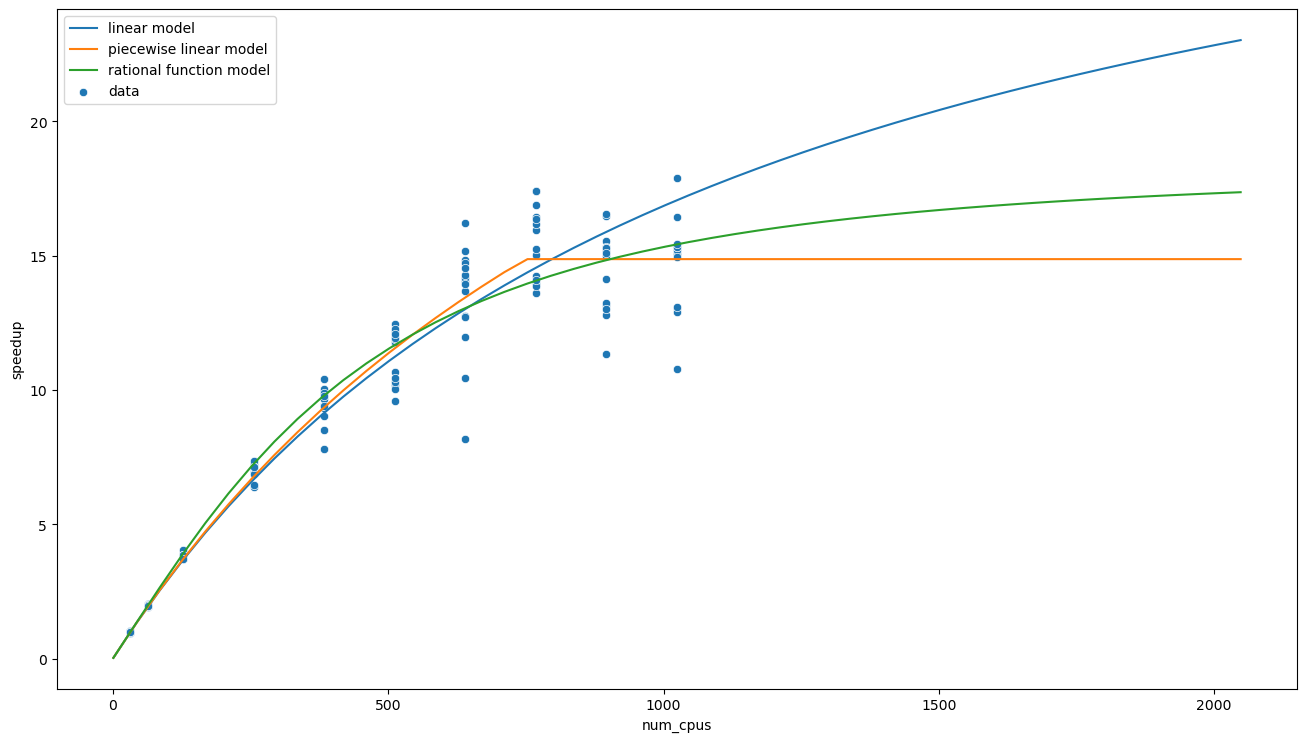 linear model
piecewise linear model
rational function model
data
speedup
20
15
10
5
0
0 500 1000 1500 2000
num_cpus